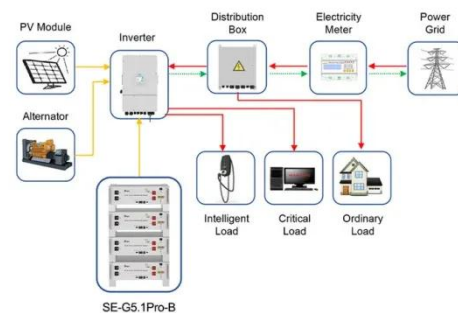 PV Module
Inverter
Distribution
Box
Electricity
Meter
Power
Grid
Alternator
Intelligent
Load
Critical
Load
Ordinary
Load
SE-G5.1Pro-B